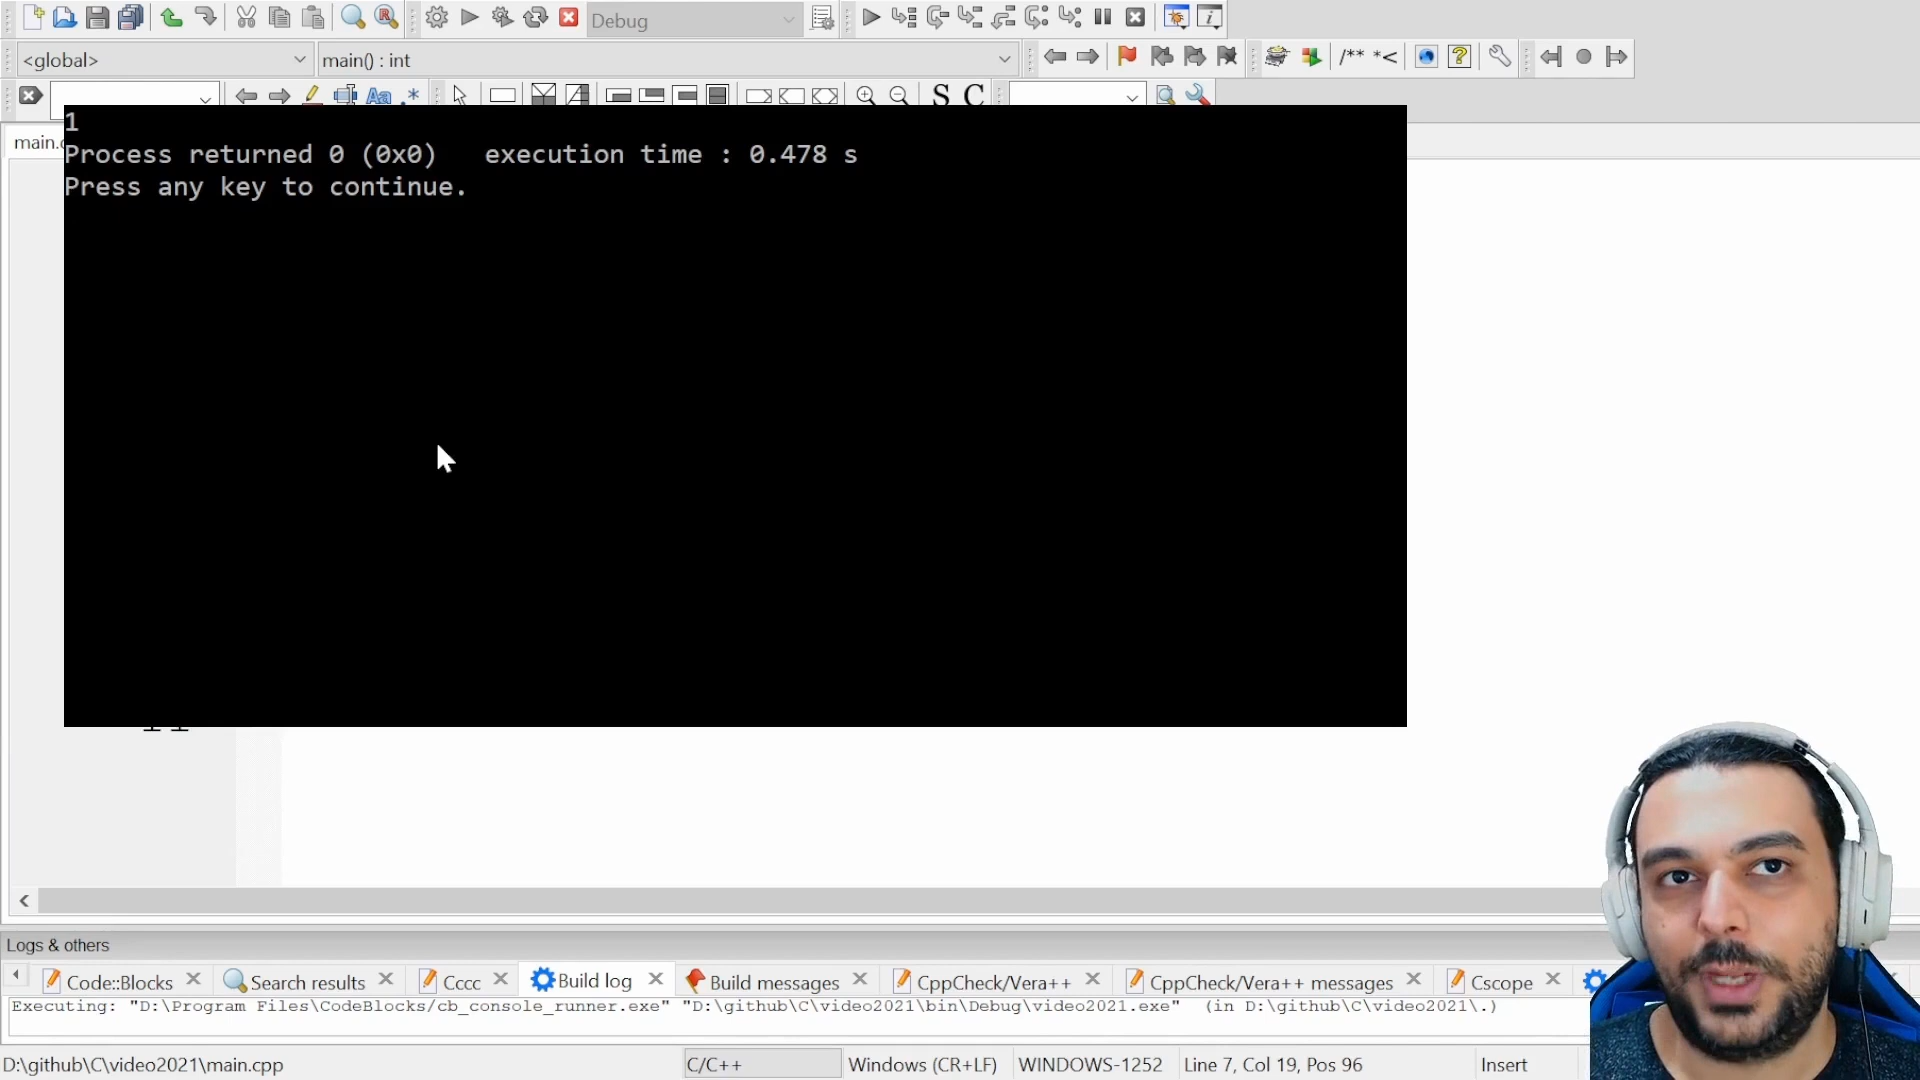 Debug
<global>
main() : int
/** *<
Aa .*
S C
main.c
1
Process returned 0 (0x0)   execution time : 0.478 s
Press any key to continue.
11
Logs & others
Code::Blocks
Search results
Cccc
Build log
Build messages
CppCheck/Vera++
CppCheck/Vera++ messages
Cscope
Executing: "D:\Program Files\CodeBlocks/cb_console_runner.exe" "D:\github\C\video2021\bin\Debug\video2021.exe"  (in D:\github\C\video2021\.)
D:\github\C\video2021\main.cpp
C/C++
Windows (CR+LF)
WINDOWS-1252
Line 7, Col 19, Pos 96
Insert